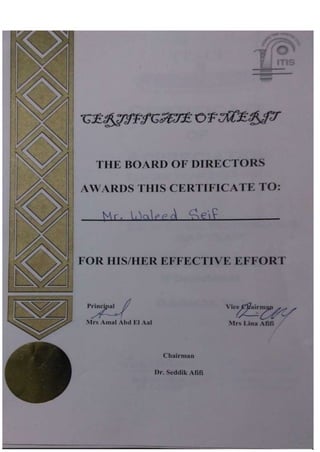 ITIS
CERTIFICATE OF MERIT
THE BOARD OF DIRECTORS
AWARDS THIS CERTIFICATE TO:
Mr. Waleed Seif
FOR HIS/HER EFFECTIVE EFFORT
Principal Vice Chairman
Mrs Amal Abd El Aal Mrs Lina Afifi
Chairman
Dr. Seddik Afifi